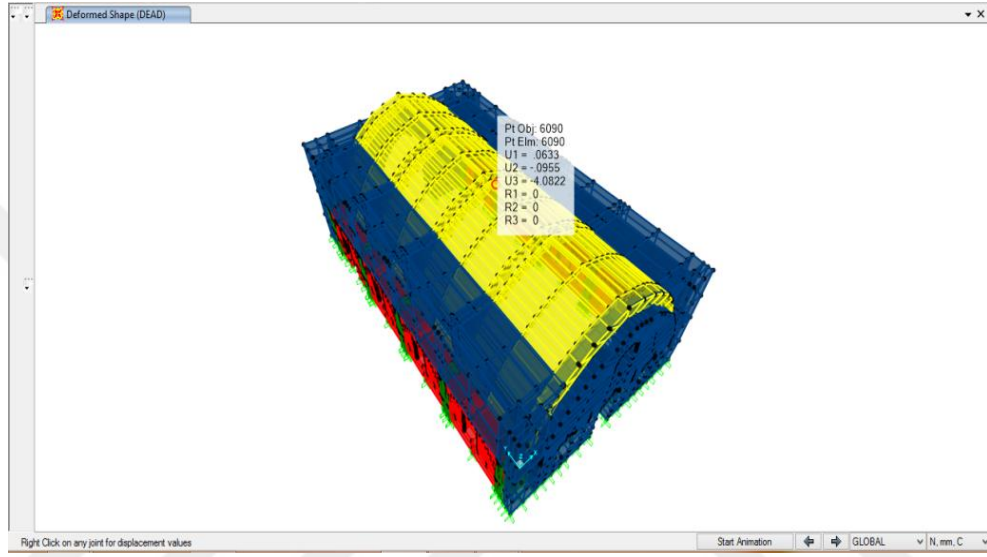 Deformed Shape (DEAD)
Pt Obj: 6090
Pt Elm: 6090
U1 = .0633
U2 = -.0955
U3 = -4.0822
R1 = 0
R2 = 0
R3 = 0
Right Click on any joint for displacement values
Start Animation
GLOBAL
N, mm, C